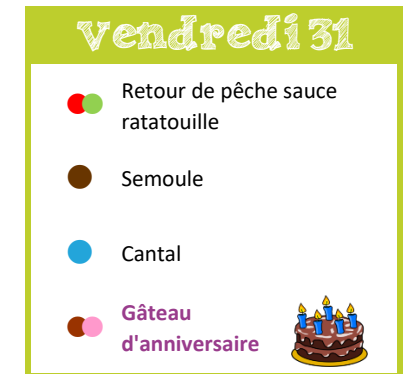 Vendredi 31
Retour de pêche sauce
ratatouille
Semoule
Cantal
Gâteau
d'anniversaire